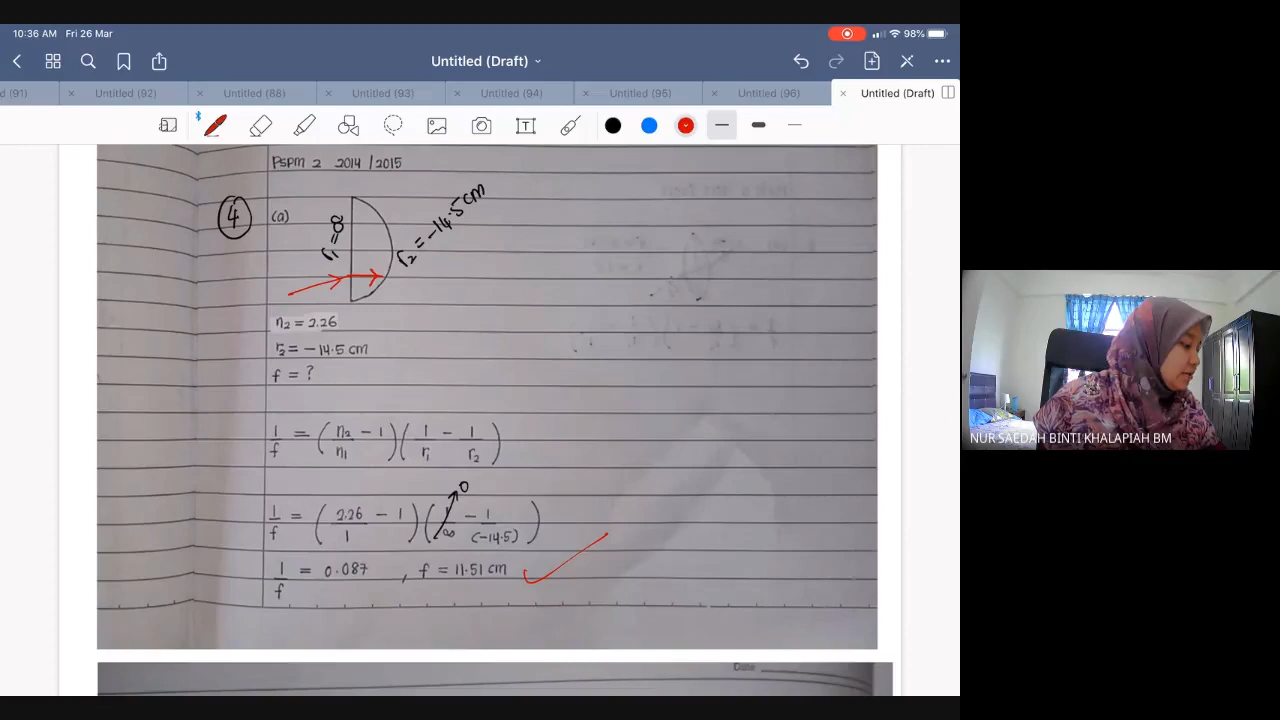 10:36 AM Fri 26 Mar
98%
Untitled (Draft)
d (91)
Untitled (92)
Untitled (88)
Untitled (93)
Untitled (94)
Untitled (95)
Untitled (96)
Untitled (Draft)
PSPM 2 2014 / 2015
4 (a)
r₁ = ∞
r₂ = -14.5 cm
n₂ = 2.26
r₂ = - 14.5 cm
f = ?
1/f = (n₂/n₁ - 1)(1/r₁ - 1/r₂)
0
1/f = (2.26/1 - 1)(1/∞ - 1/(-14.5))
1/f = 0.087 , f = 11.51 cm
Date
NUR SAEDAH BINTI KHALAPIAH BM